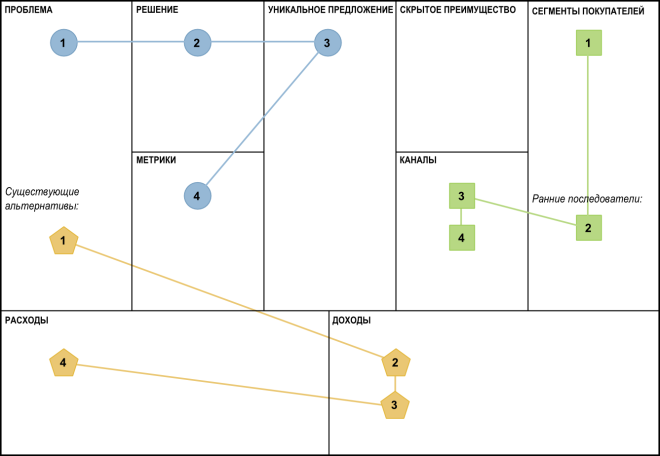 ПРОБЛЕМА
1
Существующие
альтернативы:
1
РЕШЕНИЕ
2
МЕТРИКИ
4
УНИКАЛЬНОЕ ПРЕДЛОЖЕНИЕ
3
СКРЫТОЕ ПРЕИМУЩЕСТВО
КАНАЛЫ
3
4
СЕГМЕНТЫ ПОКУПАТЕЛЕЙ
1
Ранние последователи:
2
РАСХОДЫ
4
ДОХОДЫ
2
3